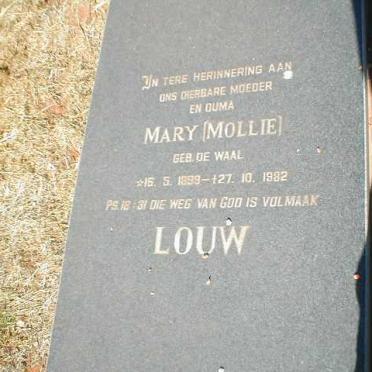 IN TERE HERINNERING AAN
ONS DIERBARE MOEDER
EN OUMA
MARY (MOLLIE)
GEB. DE WAAL
☆16. 5. 1899-†27. 10. 1982
PS. 18:31 DIE WEG VAN GOD IS VOLMAAK
LOUW